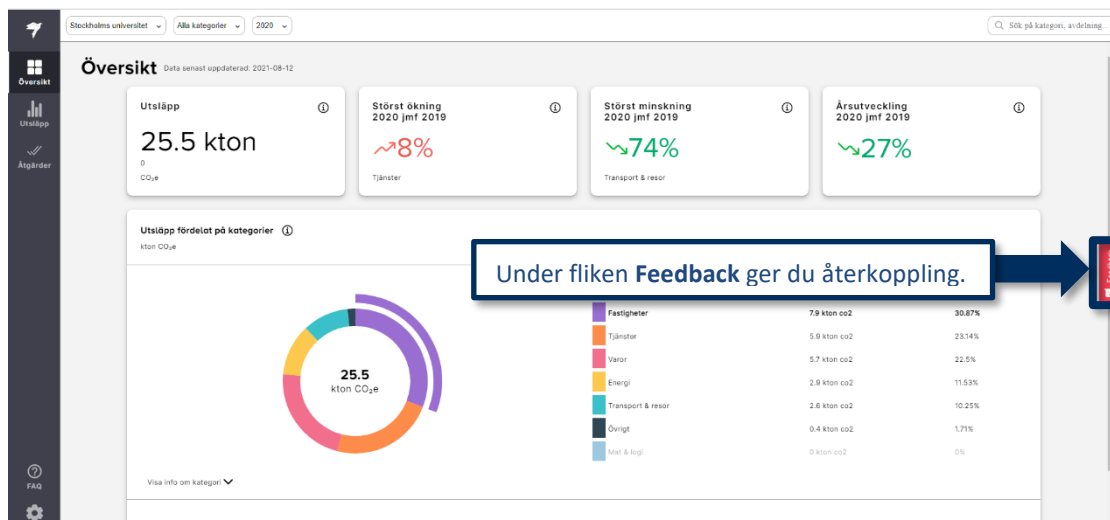 Stockholms universitet
Alla kategorier
2020
Sök på kategori, avdelning...
Översikt
Utsläpp
Åtgärder
FAQ
Översikt Data senast uppdaterad: 2021-08-12
Utsläpp
25.5 kton
0
CO₂e
Störst ökning
2020 jmf 2019
8%
Tjänster
Störst minskning
2020 jmf 2019
74%
Transport & resor
Årsutveckling
2020 jmf 2019
27%
Utsläpp fördelat på kategorier
kton CO₂e
Under fliken Feedback ger du återkoppling.
25.5
kton CO₂e
Fastigheter 7.9 kton co2 30.87%
Tjänster 5.9 kton co2 23.14%
Varor 5.7 kton co2 22.5%
Energi 2.9 kton co2 11.53%
Transport & resor 2.6 kton co2 10.25%
Övrigt 0.4 kton co2 1.71%
Mat & logi 0 kton co2 0%
Visa info om kategori